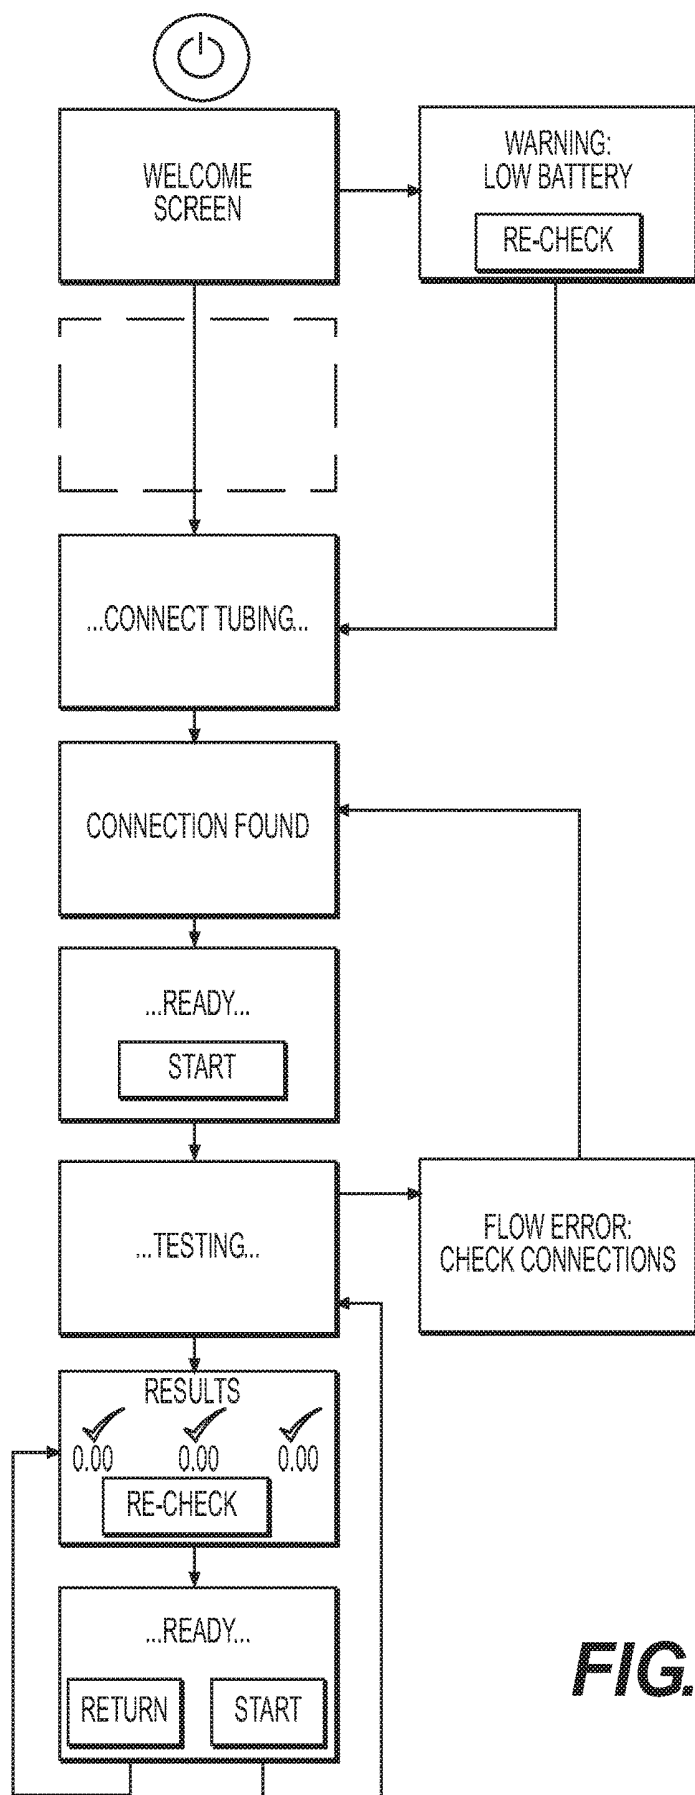 WELCOME
SCREEN
WARNING:
LOW BATTERY
RE-CHECK
...CONNECT TUBING...
CONNECTION FOUND
...READY...
START
...TESTING...
FLOW ERROR:
CHECK CONNECTIONS
RESULTS
0.00 0.00 0.00
RE-CHECK
...READY...
RETURN START
FIG.